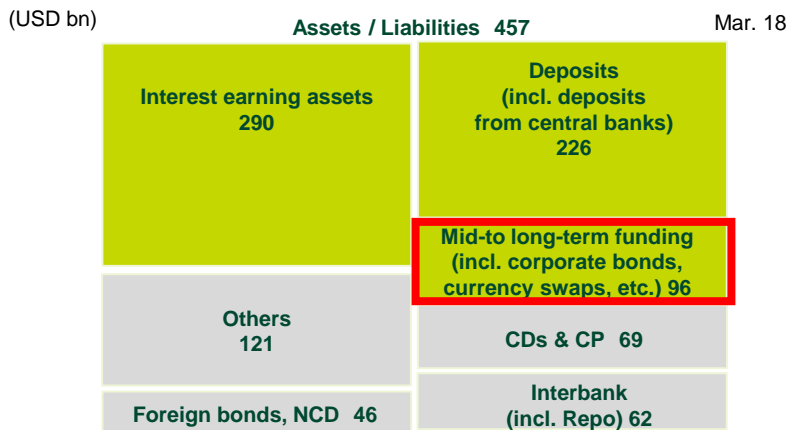 (USD bn)
Assets / Liabilities 457
Mar. 18
Interest earning assets
290
Others
121
Foreign bonds, NCD 46
Deposits
(incl. deposits
from central banks)
226
Mid-to long-term funding
(incl. corporate bonds,
currency swaps, etc.) 96
CDs & CP 69
Interbank
(incl. Repo) 62